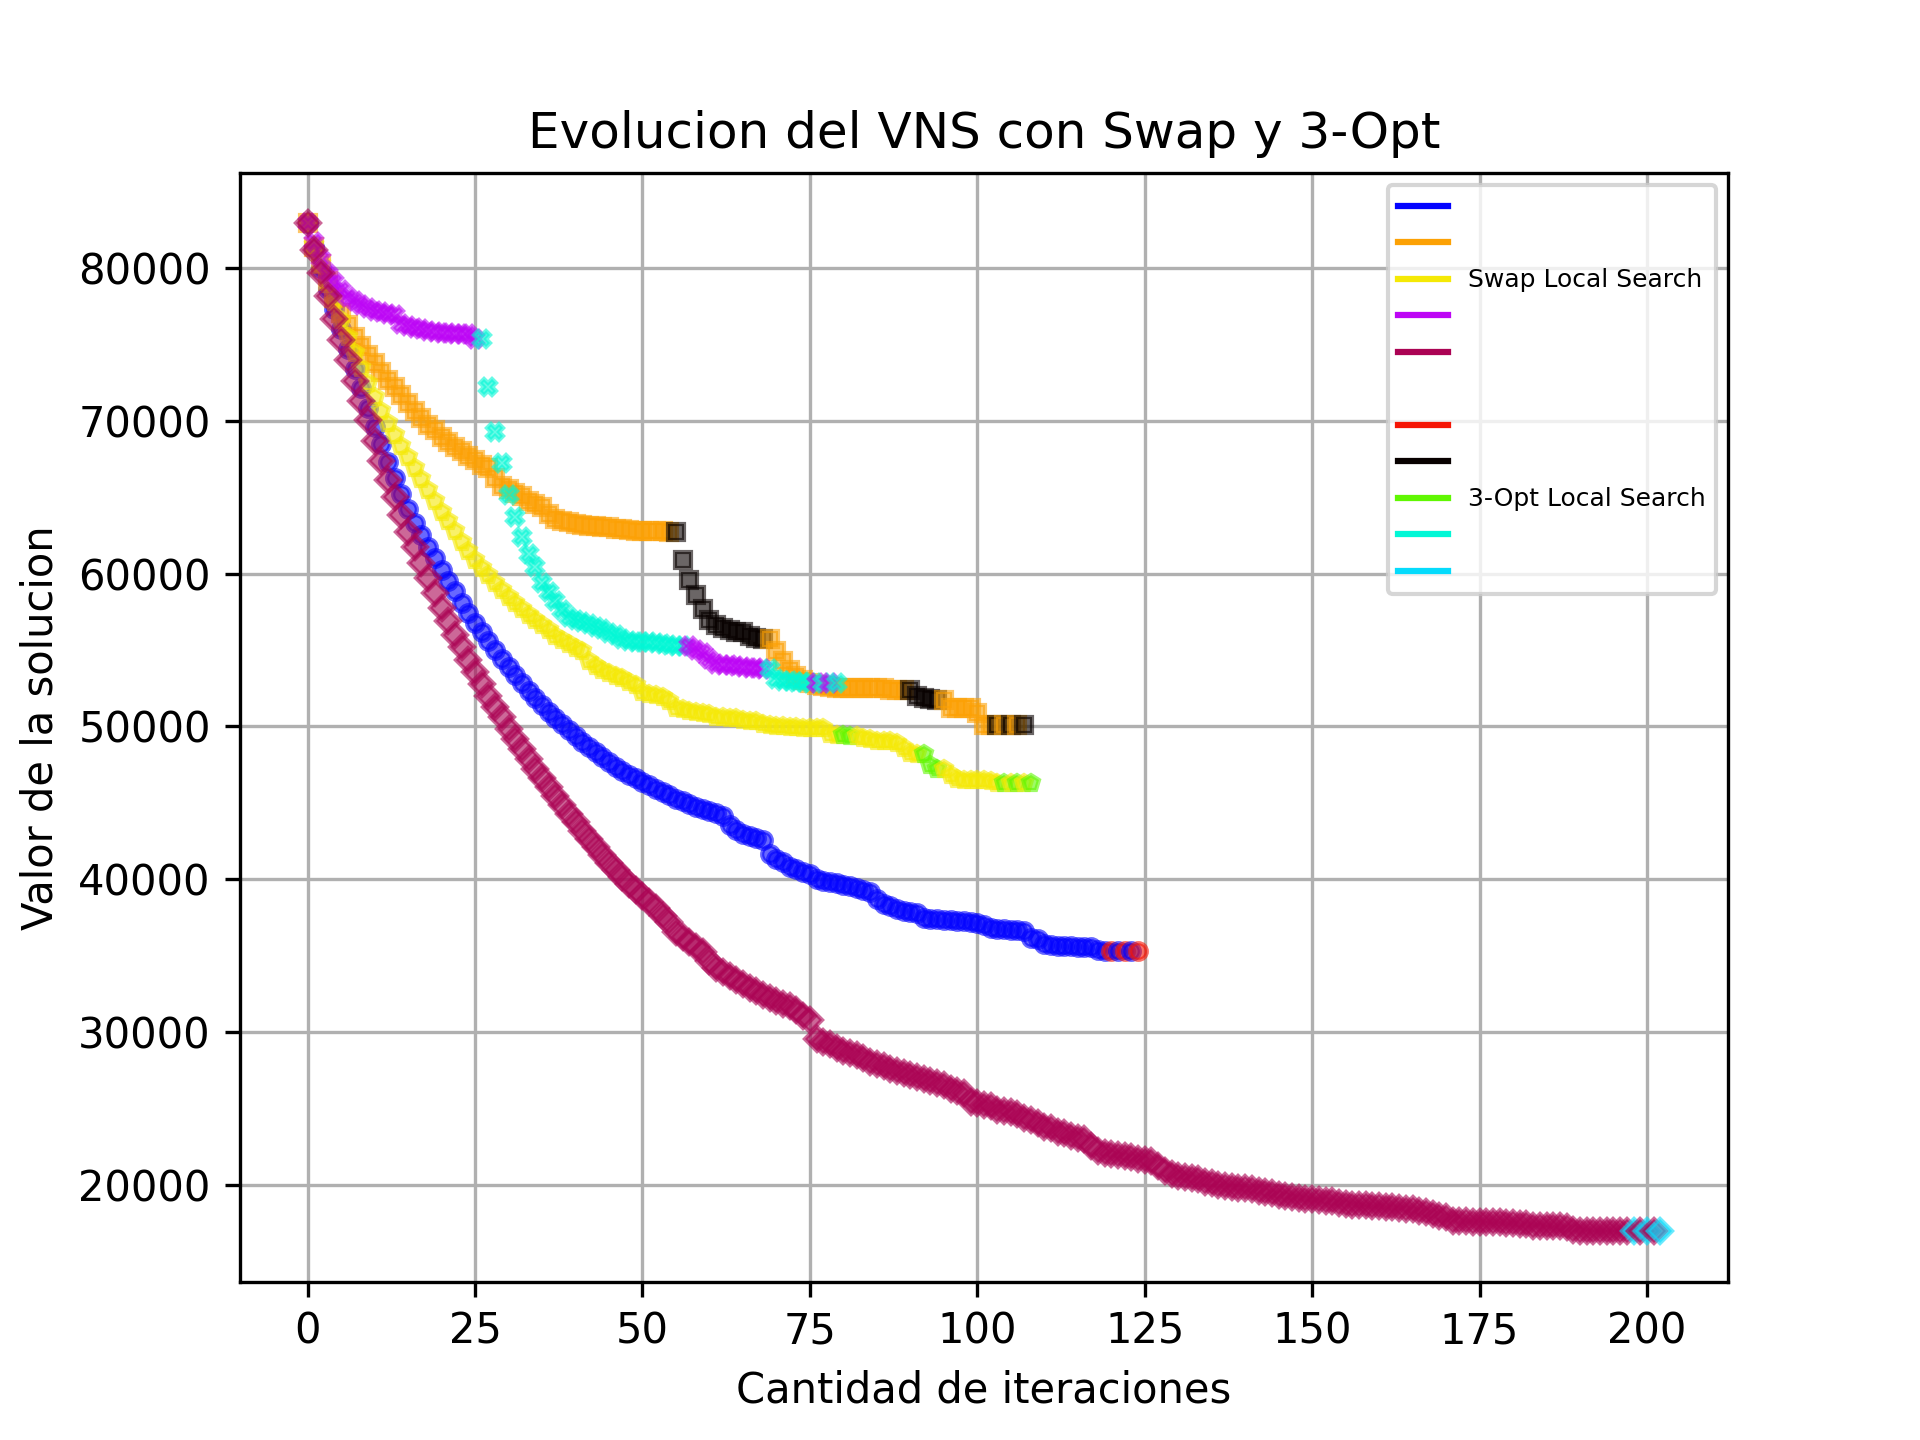 Evolucion del VNS con Swap y 3-Opt
Valor de la solucion
80000
70000
60000
50000
40000
30000
20000
Swap Local Search
3-Opt Local Search
0 25 50 75 100 125 150 175 200
Cantidad de iteraciones